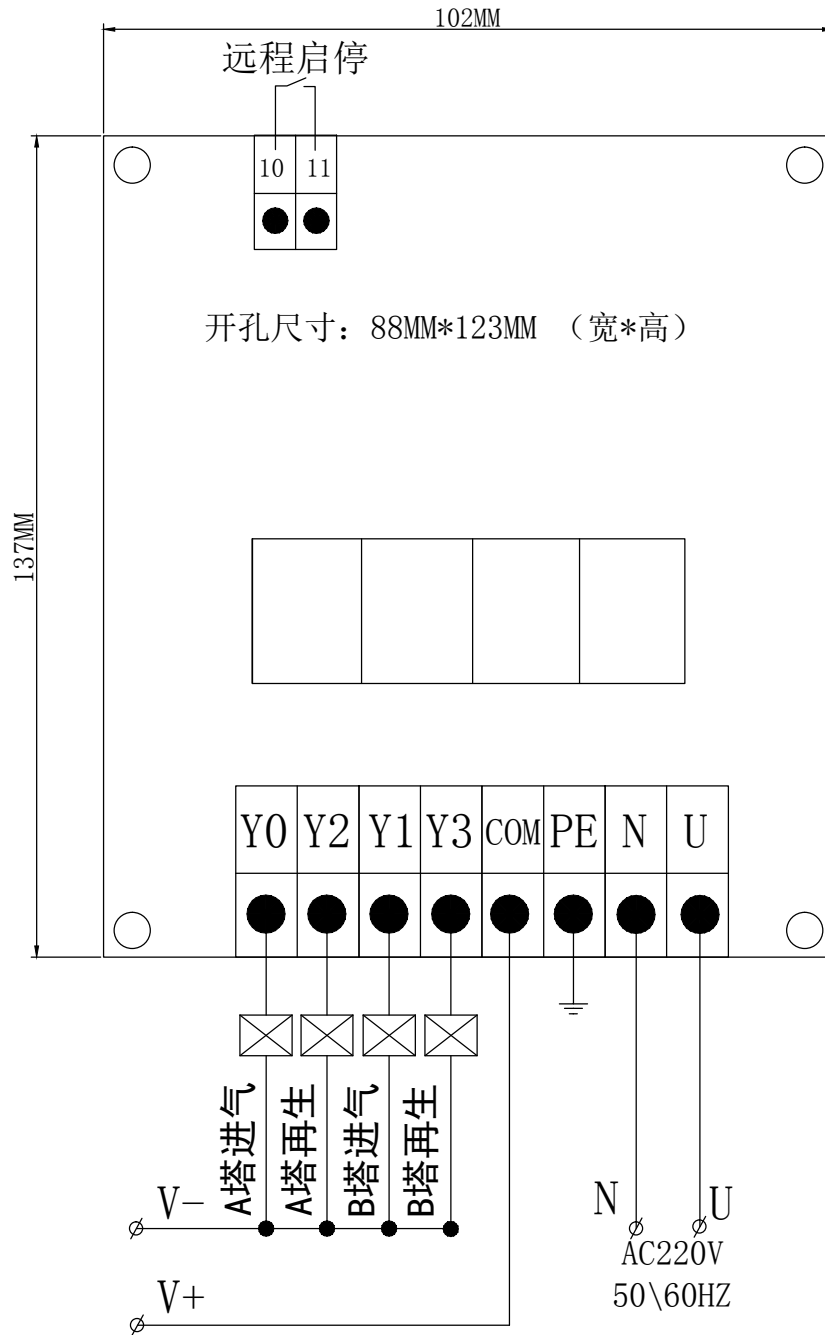 102MM
远程启停
10 11
开孔尺寸：88MM*123MM （宽*高）
137MM
Y0 Y2 Y1 Y3 COM PE N U
A塔进气
A塔再生
B塔进气
B塔再生
V-
N U
AC220V
50\60HZ
V+